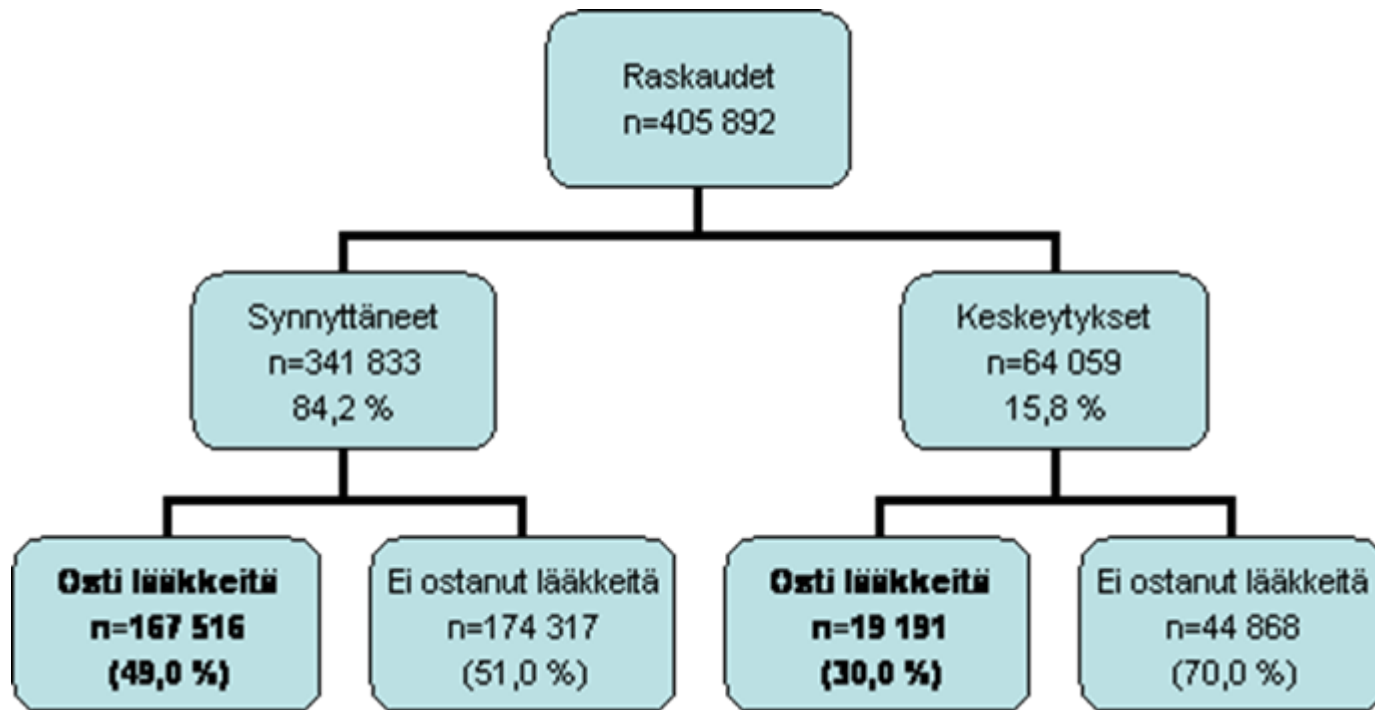 Raskaudet
n=405 892
Synnyttäneet
n=341 833
84,2 %
Keskeytykset
n=64 059
15,8 %
Osti lääkkeitä
n=167 516
(49,0 %)
Ei ostanut lääkkeitä
n=174 317
(51,0 %)
Osti lääkkeitä
n=19 191
(30,0 %)
Ei ostanut lääkkeitä
n=44 868
(70,0 %)